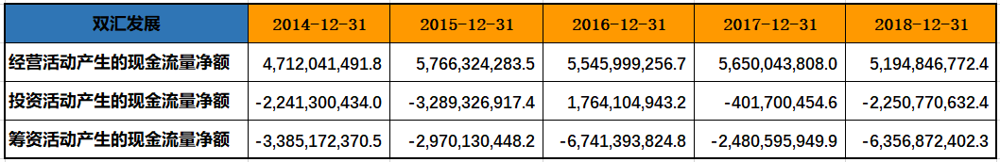 双汇发展 2014-12-31 2015-12-31 2016-12-31 2017-12-31 2018-12-31
经营活动产生的现金流量净额 4,712,041,491.8 5,766,324,283.5 5,545,999,256.7 5,650,043,808.0 5,194,846,772.4
投资活动产生的现金流量净额 -2,241,300,434.0 -3,289,326,917.4 1,764,104,943.2 -401,700,454.6 -2,250,770,632.4
筹资活动产生的现金流量净额 -3,385,172,370.5 -2,970,130,448.2 -6,741,393,824.8 -2,480,595,949.9 -6,356,872,402.3